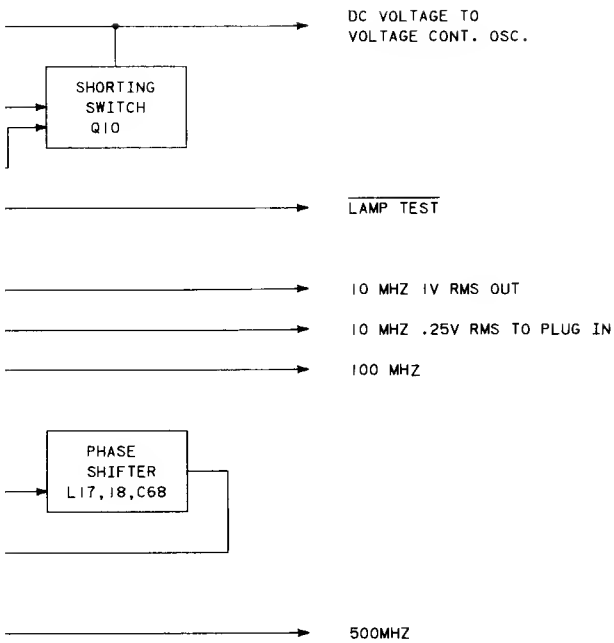 DC VOLTAGE TO
VOLTAGE CONT. OSC.
SHORTING
SWITCH
Q10
LAMP TEST
10 MHZ 1V RMS OUT
10 MHZ .25V RMS TO PLUG IN
100 MHZ
PHASE
SHIFTER
L17,18,C68
500MHZ